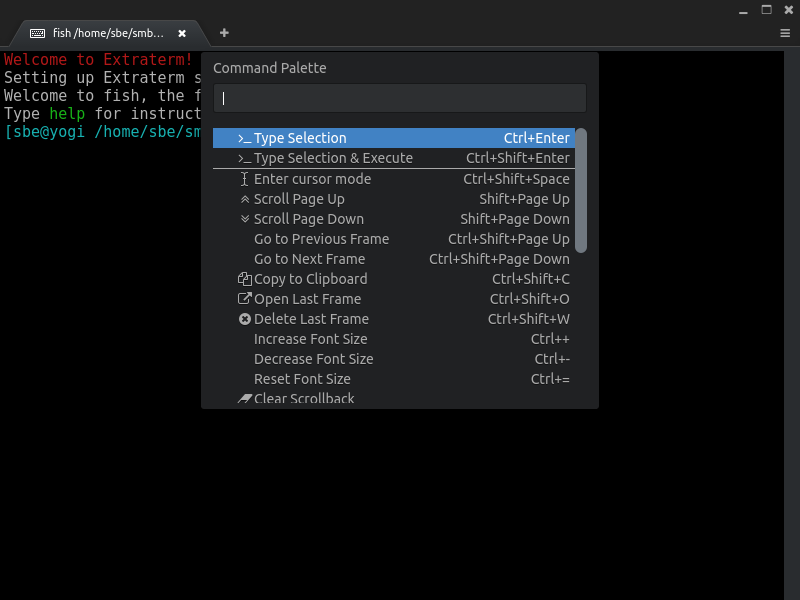 fish /home/sbe/smb...
Welcome to Extraterm!
Setting up Extraterm s
Welcome to fish, the f
Type help for instruct
[sbe@yogi /home/sbe/sm
Command Palette
>_ Type Selection Ctrl+Enter
>_ Type Selection & Execute Ctrl+Shift+Enter
Enter cursor mode Ctrl+Shift+Space
Scroll Page Up Shift+Page Up
Scroll Page Down Shift+Page Down
Go to Previous Frame Ctrl+Shift+Page Up
Go to Next Frame Ctrl+Shift+Page Down
Copy to Clipboard Ctrl+Shift+C
Open Last Frame Ctrl+Shift+O
Delete Last Frame Ctrl+Shift+W
Increase Font Size Ctrl++
Decrease Font Size Ctrl+-
Reset Font Size Ctrl+=
Clear Scrollback